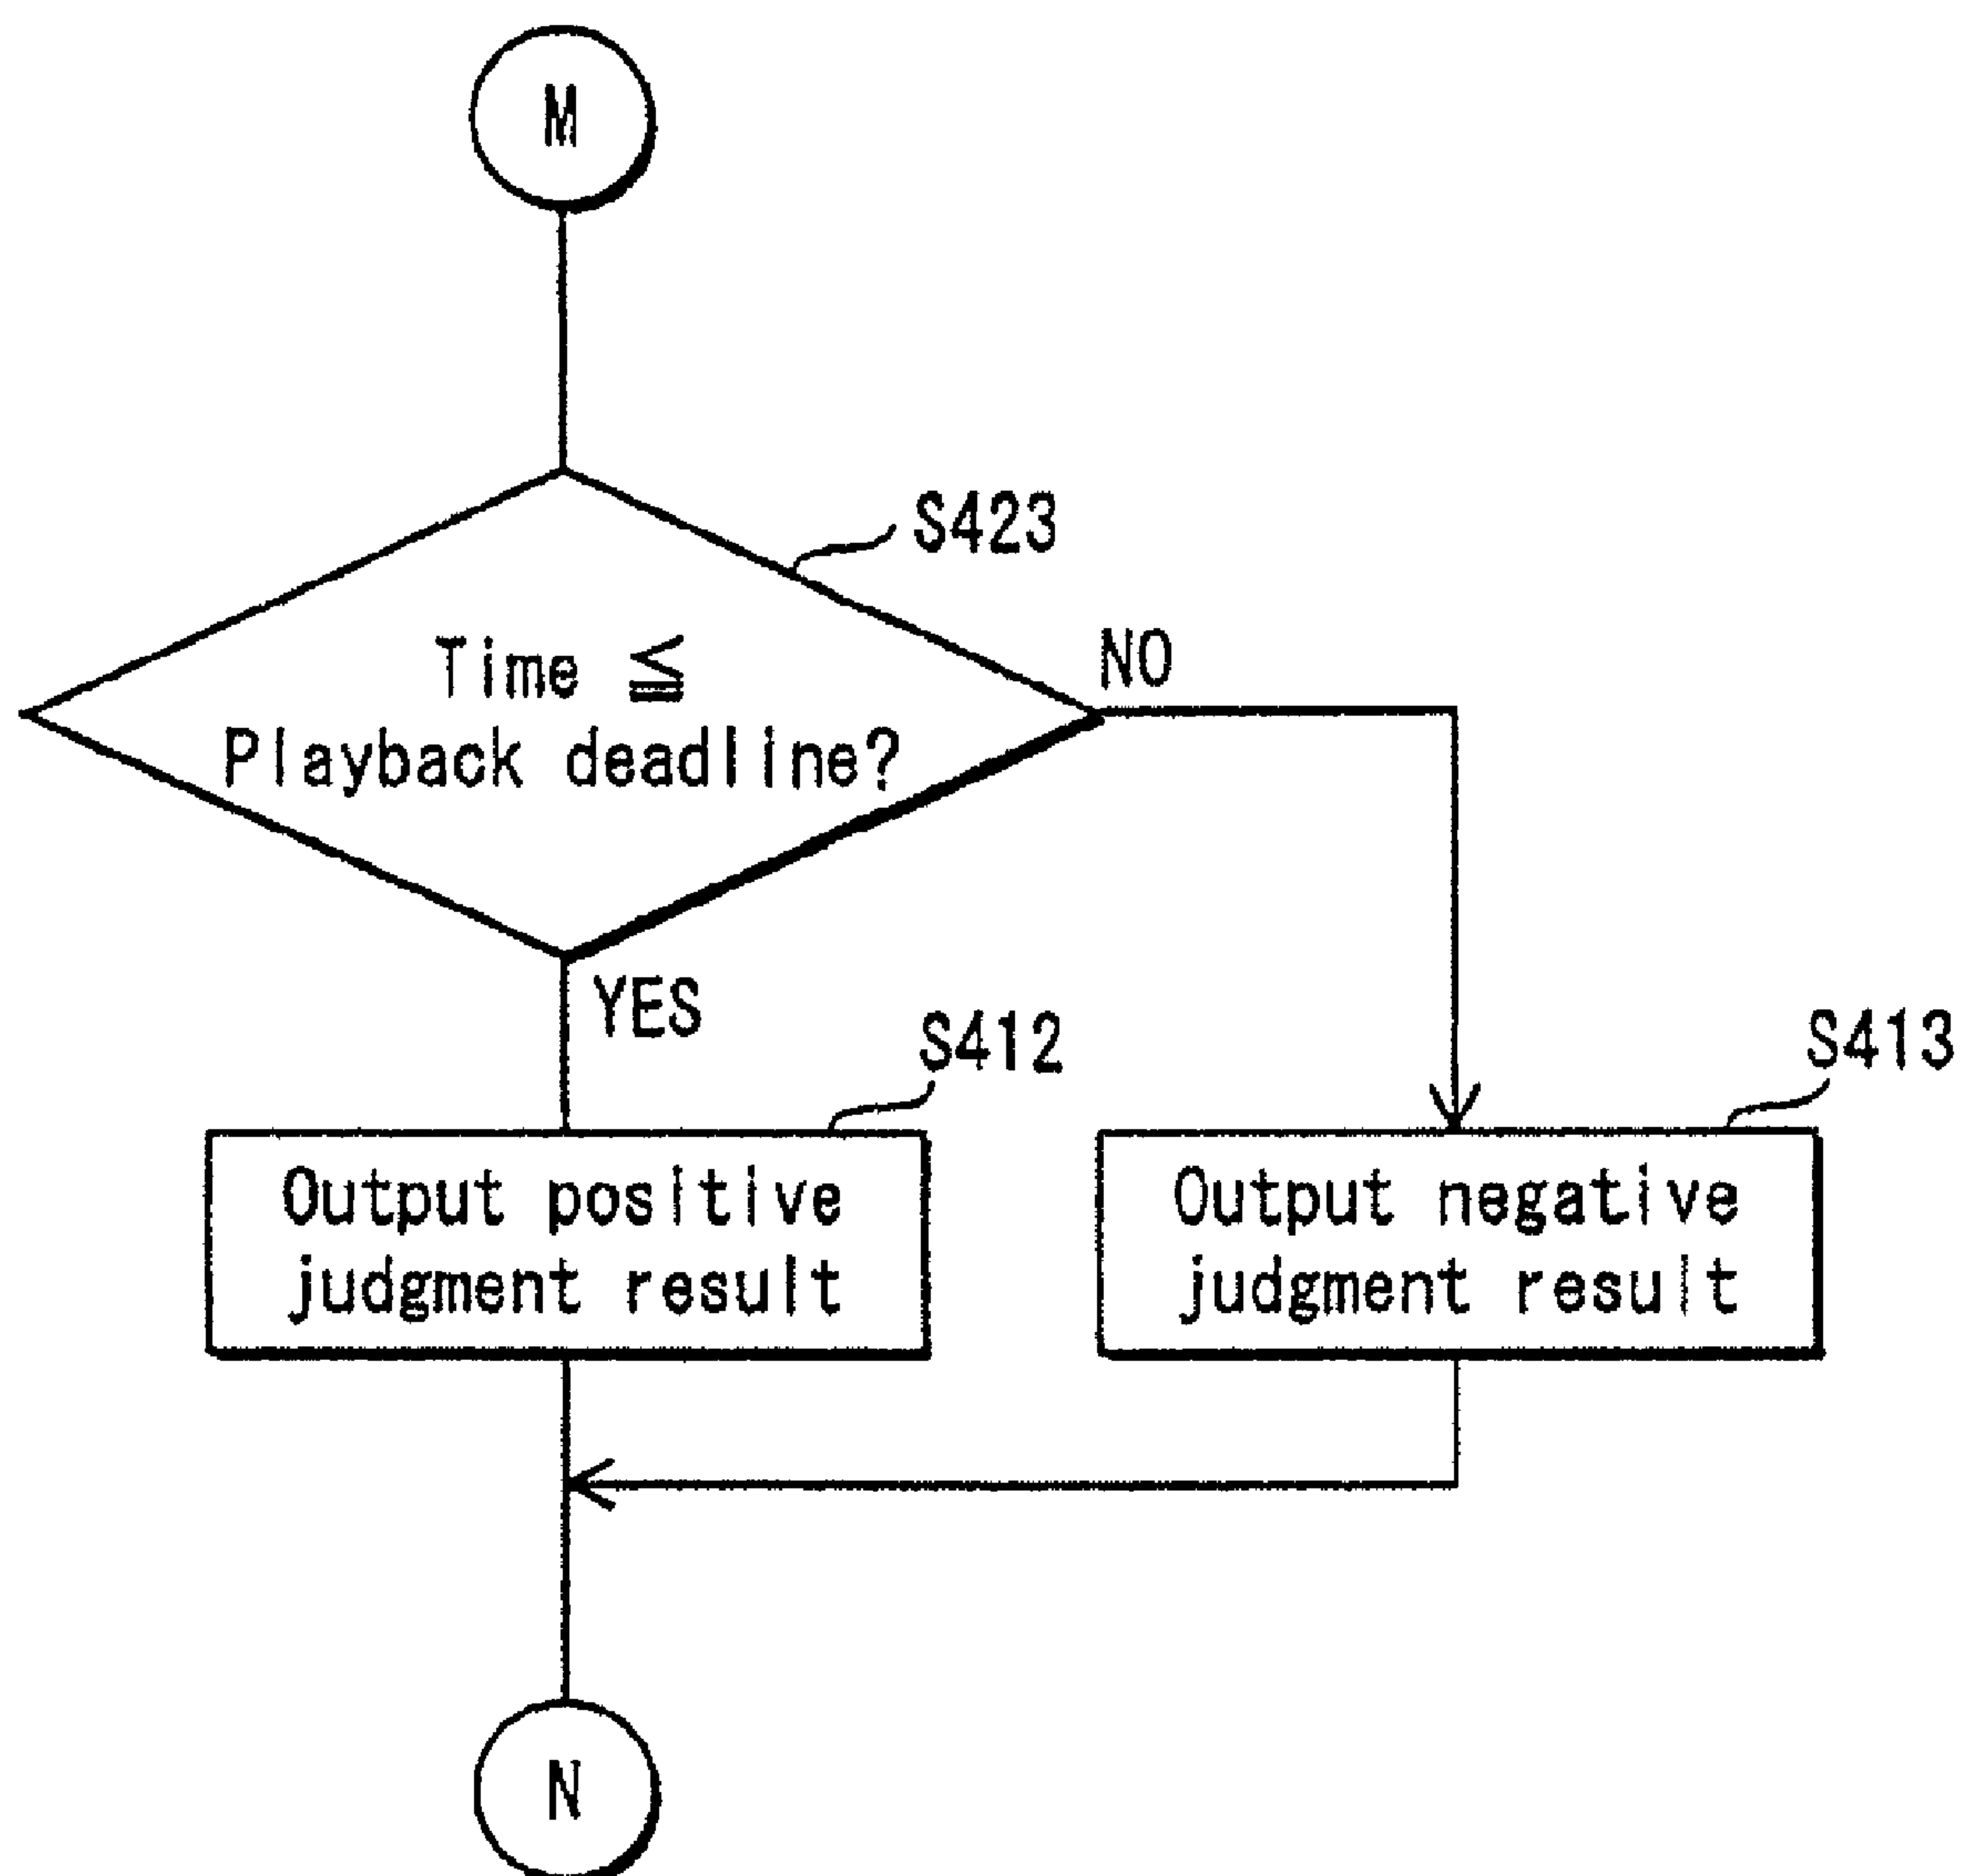 M
S423
Time ≦
Playback deadline?
NO
YES
S412
S413
Output positive
judgment result
Output negative
judgment result
N